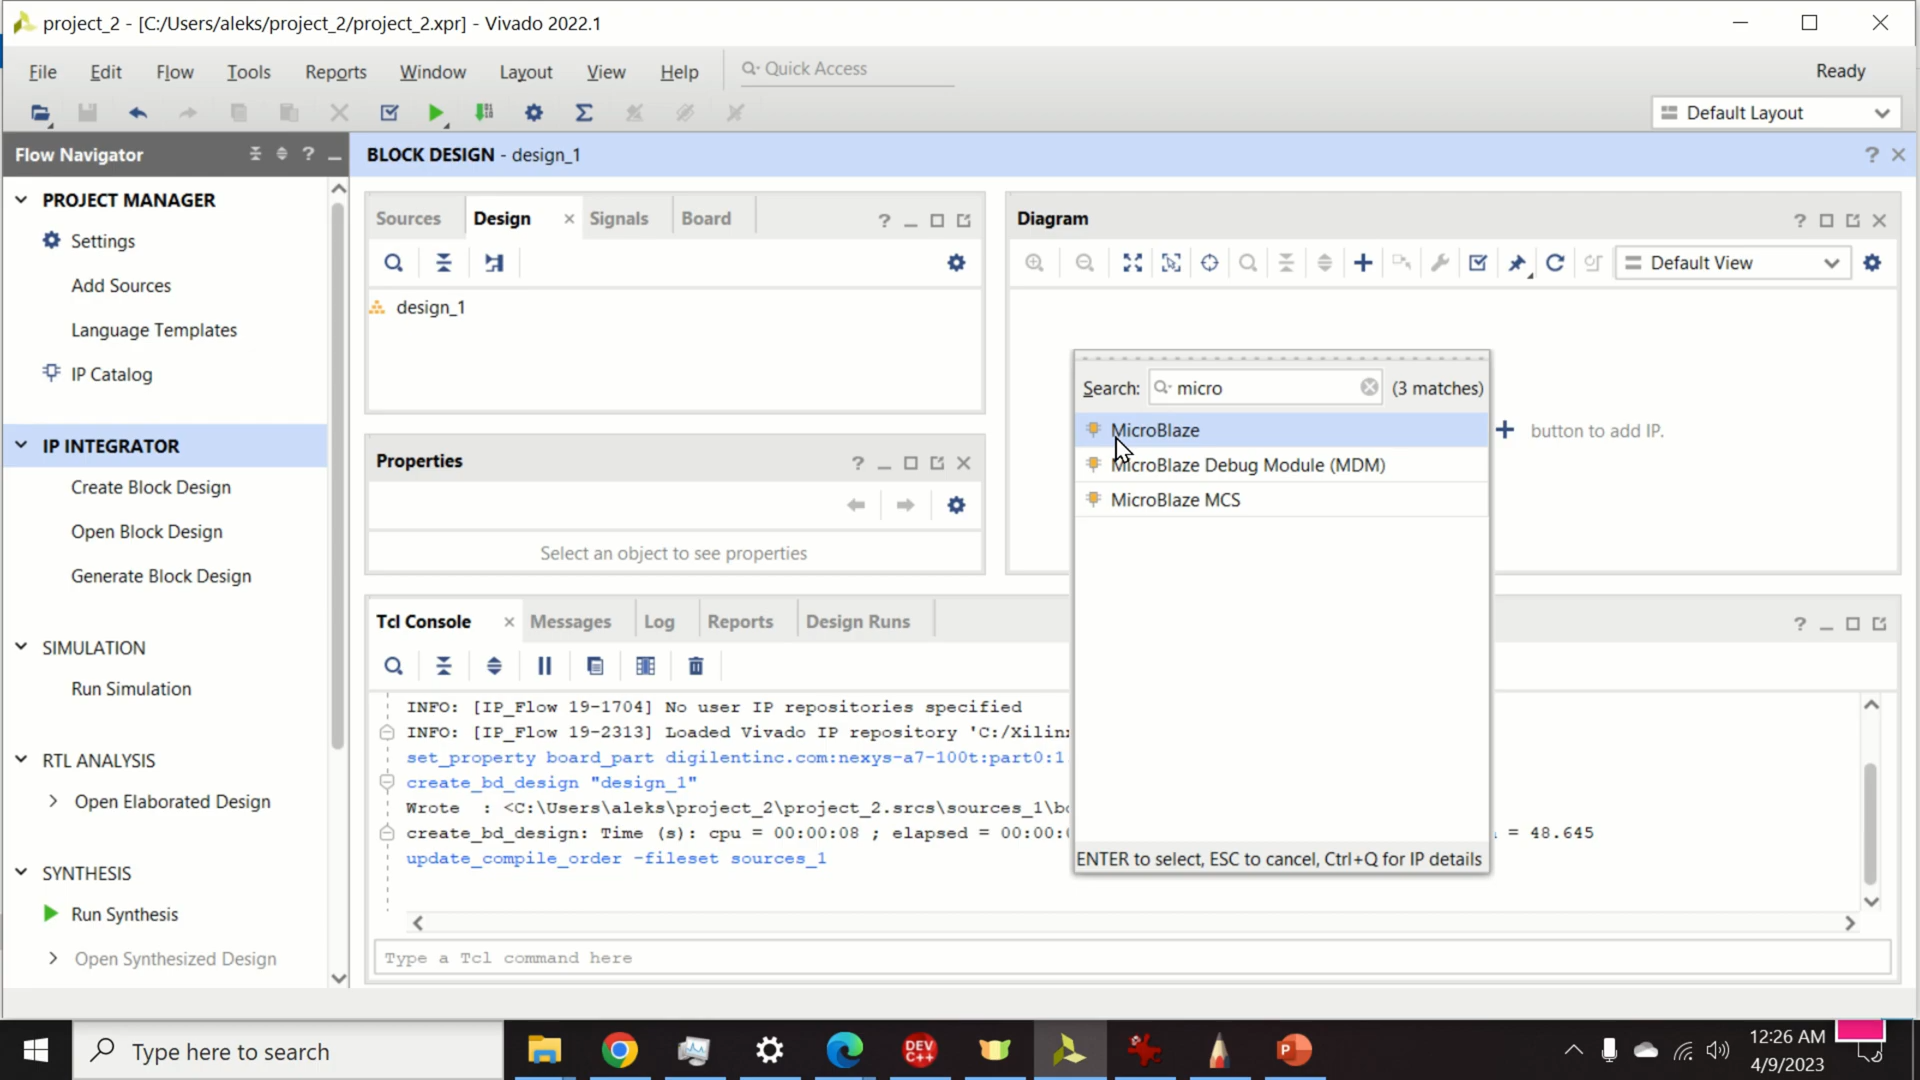 project_2 - [C:/Users/aleks/project_2/project_2.xpr] - Vivado 2022.1
File Edit Flow Tools Reports Window Layout View Help Quick Access Ready
Default Layout
Flow Navigator
PROJECT MANAGER
Settings
Add Sources
Language Templates
IP Catalog
IP INTEGRATOR
Create Block Design
Open Block Design
Generate Block Design
SIMULATION
Run Simulation
RTL ANALYSIS
Open Elaborated Design
SYNTHESIS
Run Synthesis
Open Synthesized Design
BLOCK DESIGN - design_1
Sources Design Signals Board
design_1
Properties
Select an object to see properties
Diagram
Default View
button to add IP.
Search: micro (3 matches)
MicroBlaze
MicroBlaze Debug Module (MDM)
MicroBlaze MCS
ENTER to select, ESC to cancel, Ctrl+Q for IP details
Tcl Console Messages Log Reports Design Runs
INFO: [IP_Flow 19-1704] No user IP repositories specified
INFO: [IP_Flow 19-2313] Loaded Vivado IP repository 'C:/Xilin
set_property board_part digilentinc.com:nexys-a7-100t:part0:1
create_bd_design "design_1"
Wrote : <C:\Users\aleks\project_2\project_2.srcs\sources_1\b
create_bd_design: Time (s): cpu = 00:00:08 ; elapsed = 00:00: = 48.645
update_compile_order -fileset sources_1
Type a Tcl command here
Type here to search
DEV C++
P
12:26 AM
4/9/2023